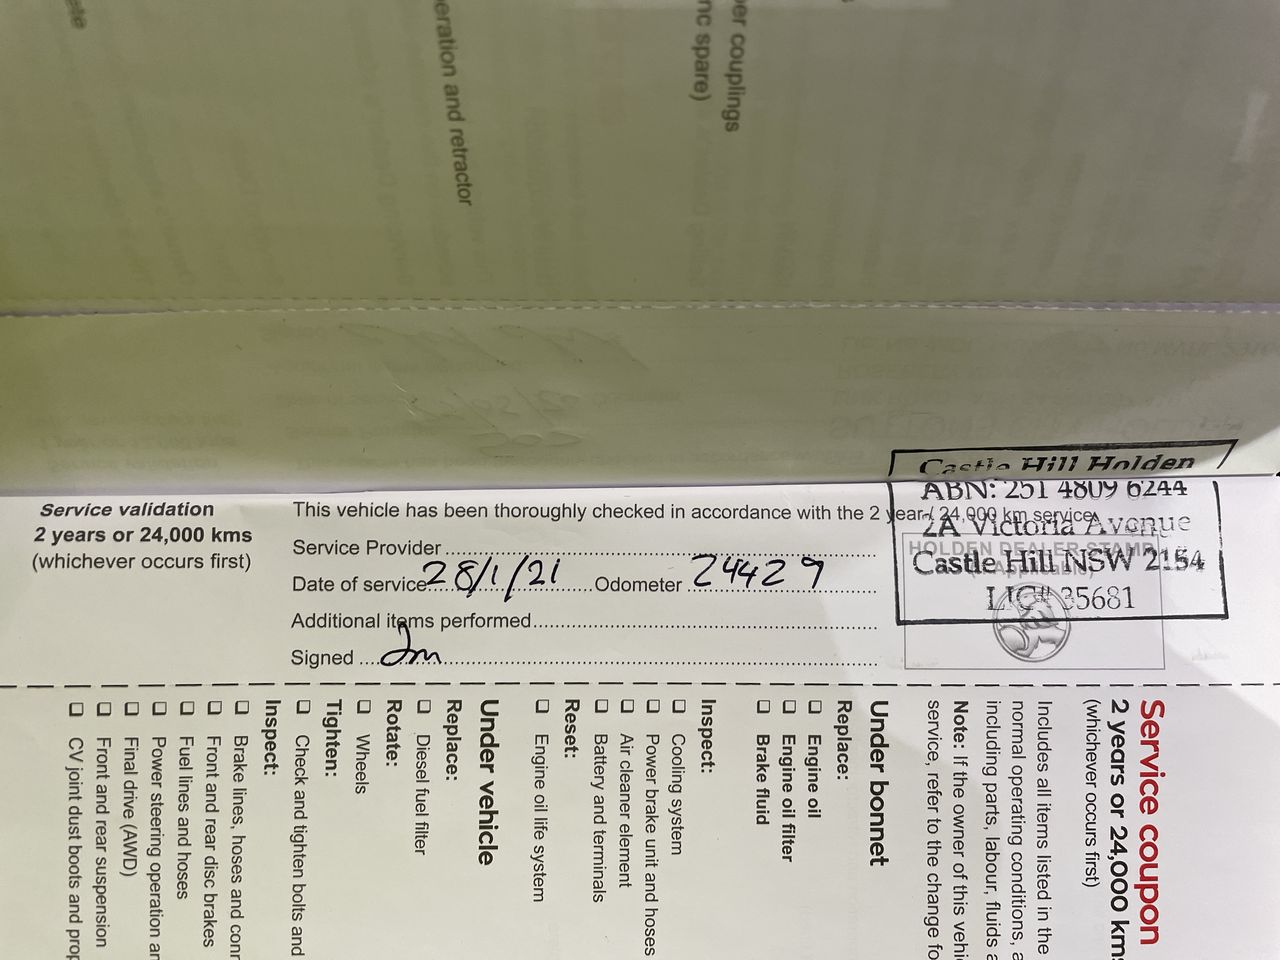 eration and retractor
er couplings
nc spare)
Castle Hill Holden
ABN: 251 4809 6244
2A Victoria Avenue
Castle Hill NSW 2154
LIC# 35681
HOLDEN DEALER STAMP
Service validation
2 years or 24,000 kms
(whichever occurs first)
This vehicle has been thoroughly checked in accordance with the 2 year / 24,000 km service.
Service Provider
Date of service 28/1/21 Odometer 24429
Additional items performed
Signed
Service coupon
2 years or 24,000 kms
(whichever occurs first)
Includes all items listed in the
normal operating conditions, a
including parts, labour, fluids a
Note: If the owner of this vehi
service, refer to the change fo
Under bonnet
Replace:
❑ Engine oil
❑ Engine oil filter
❑ Brake fluid
Inspect:
❑ Cooling system
❑ Power brake unit and hoses
❑ Air cleaner element
❑ Battery and terminals
Reset:
❑ Engine oil life system
Under vehicle
Replace:
❑ Diesel fuel filter
Rotate:
❑ Wheels
Tighten:
❑ Check and tighten bolts and
Inspect:
❑ Brake lines, hoses and conr
❑ Front and rear disc brakes
❑ Fuel lines and hoses
❑ Power steering operation ar
❑ Final drive (AWD)
❑ Front and rear suspension
❑ CV joint dust boots and prop